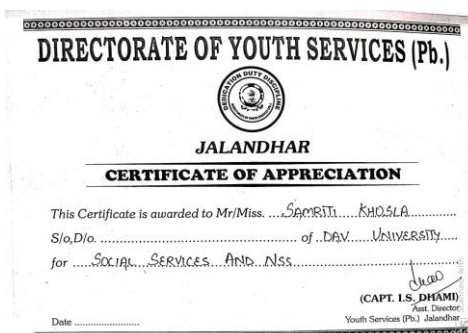 DIRECTORATE OF YOUTH SERVICES (Pb.)
DEDICATION DUTY DISCIPLINE
JALANDHAR
CERTIFICATE OF APPRECIATION
This Certificate is awarded to Mr/Miss. ....SAMRITI KHOSLA............
S/o,D/o. ................................................ of ..DAV UNIVERSITY....
for ....SOCIAL SERVICES AND NSS....................
(CAPT. I.S. DHAMI)
Asst. Director
Youth Services (Pb.) Jalandhar
Date ........................